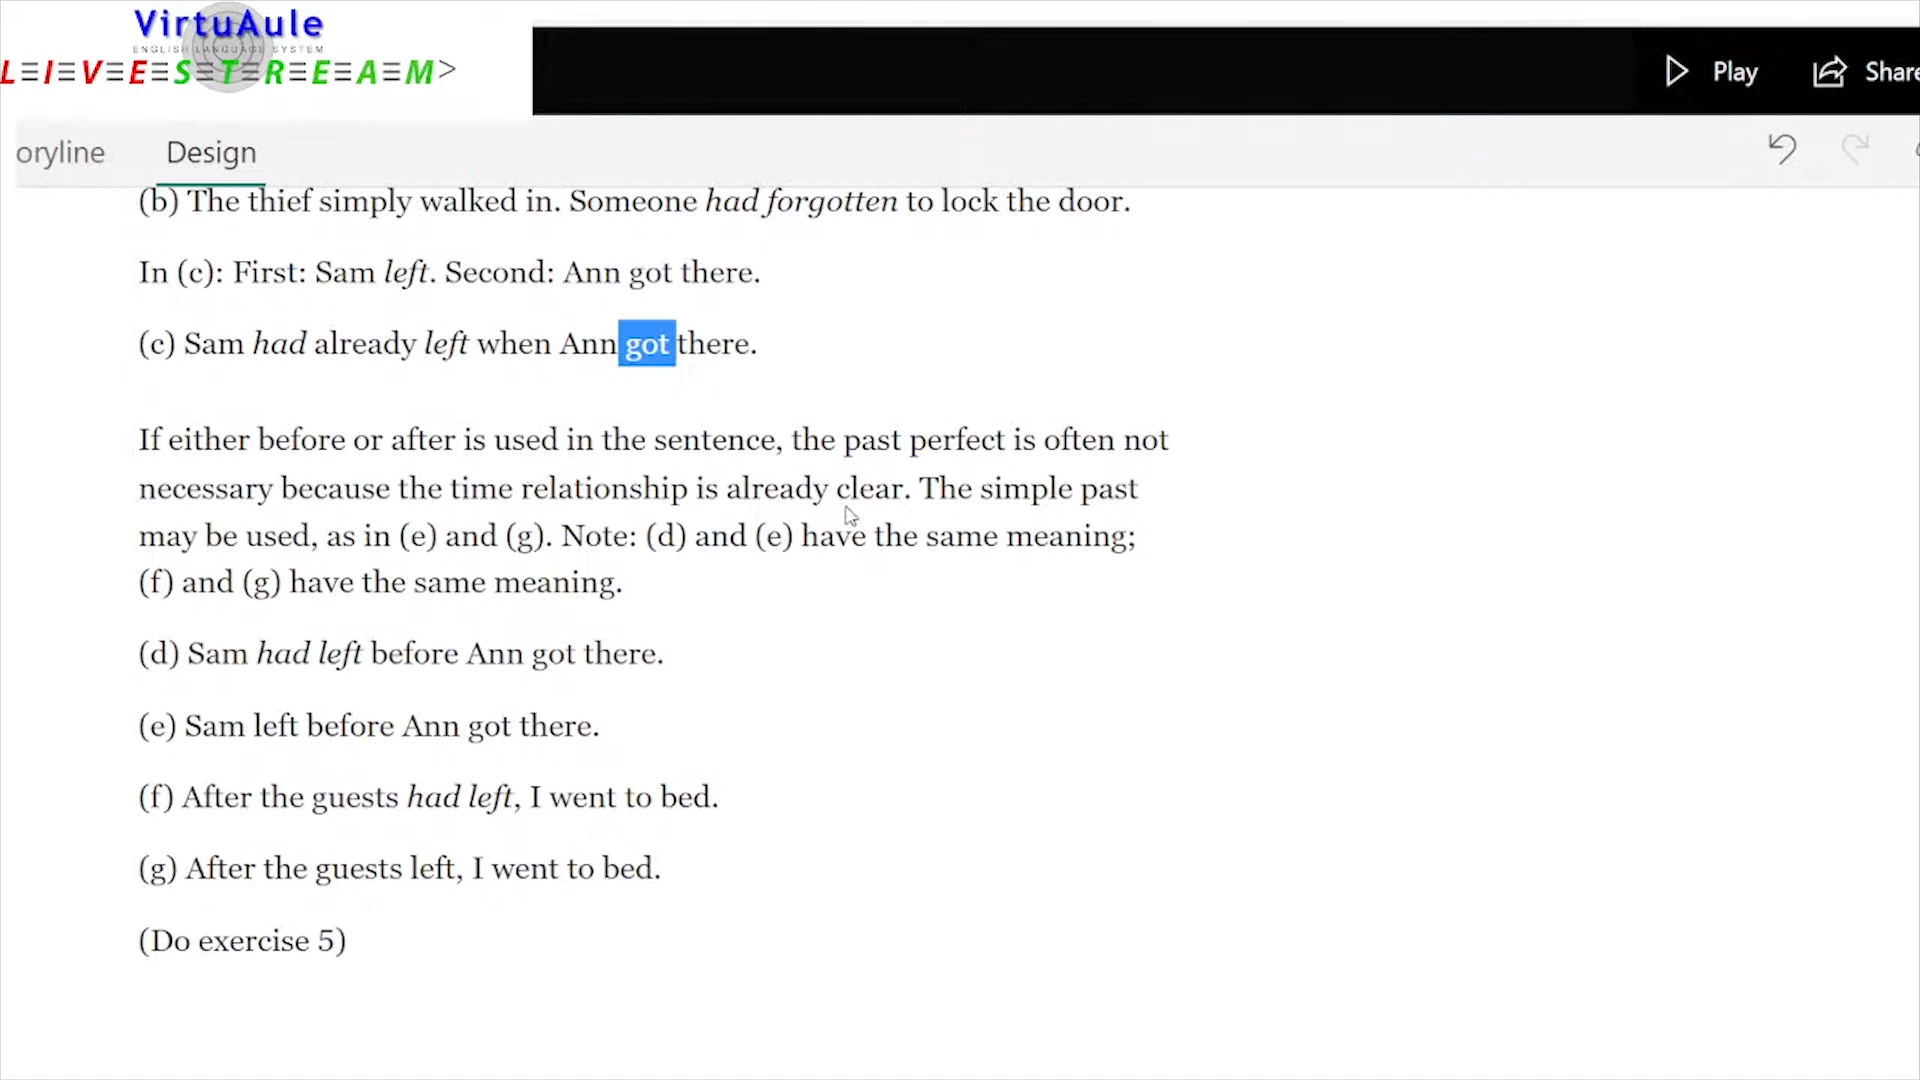 VirtuAule
ENGLISH LANGUAGE SYSTEM
L≡I≡V≡E≡S≡T≡R≡E≡A≡M>
Play
Share
oryline
Design
(b) The thief simply walked in. Someone had forgotten to lock the door.
In (c): First: Sam left. Second: Ann got there.
(c) Sam had already left when Ann got there.
If either before or after is used in the sentence, the past perfect is often not
necessary because the time relationship is already clear. The simple past
may be used, as in (e) and (g). Note: (d) and (e) have the same meaning;
(f) and (g) have the same meaning.
(d) Sam had left before Ann got there.
(e) Sam left before Ann got there.
(f) After the guests had left, I went to bed.
(g) After the guests left, I went to bed.
(Do exercise 5)